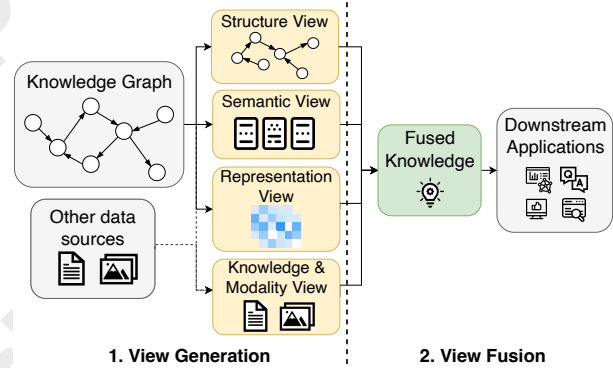 Knowledge Graph
Other data
sources
Structure View
Semantic View
Representation
View
Knowledge &
Modality View
Fused
Knowledge
Downstream
Applications
Q
A
1. View Generation
2. View Fusion